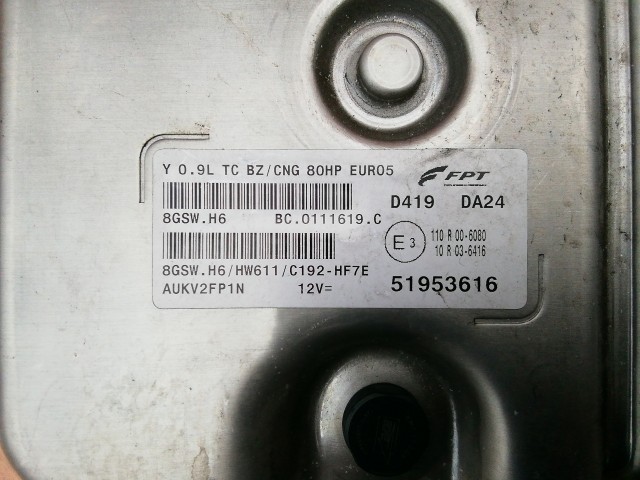 Y 0.9L TC BZ/CNG 80HP EURO5
FPT
D419 DA24
8GSW.H6 BC.0111619.C
E3
110 R 00-6080
10 R 03-6416
8GSW.H6/HW611/C192-HF7E
AUKV2FP1N 12V=
51953616